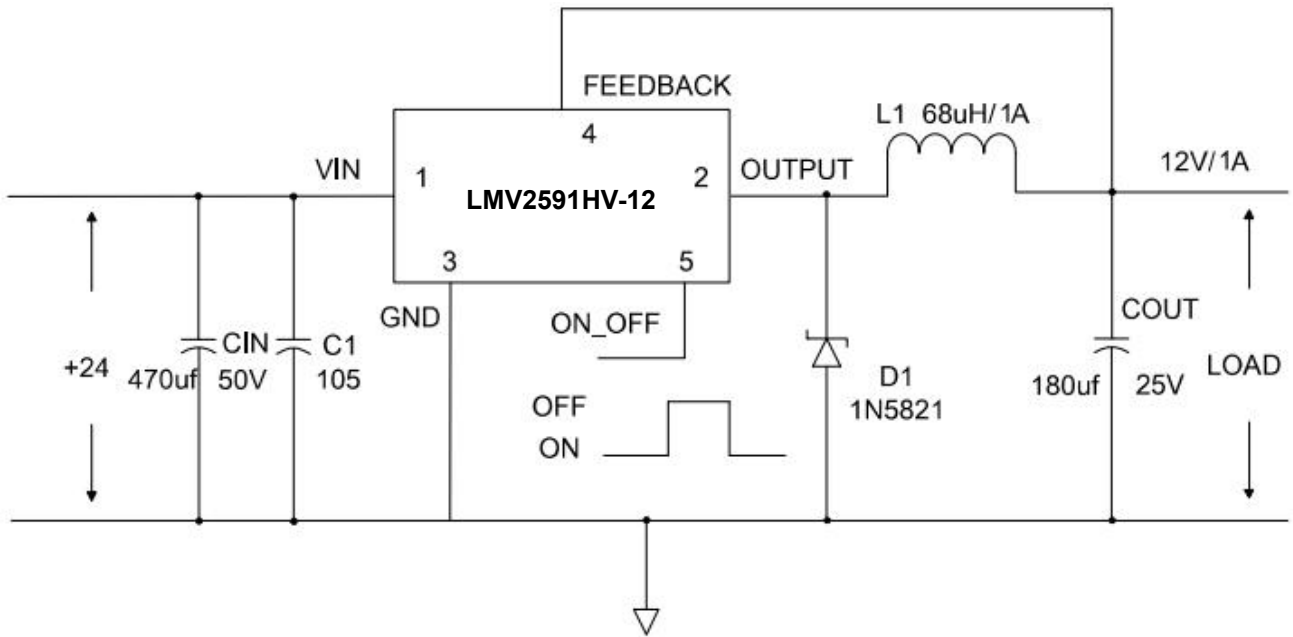 FEEDBACK
4
L1 68uH/1A
VIN
1
LMV2591HV-12
2
OUTPUT
12V/1A
3
5
GND
ON_OFF
+24
470uf
CIN
50V
C1
105
OFF
ON
D1
1N5821
COUT
180uf
25V
LOAD